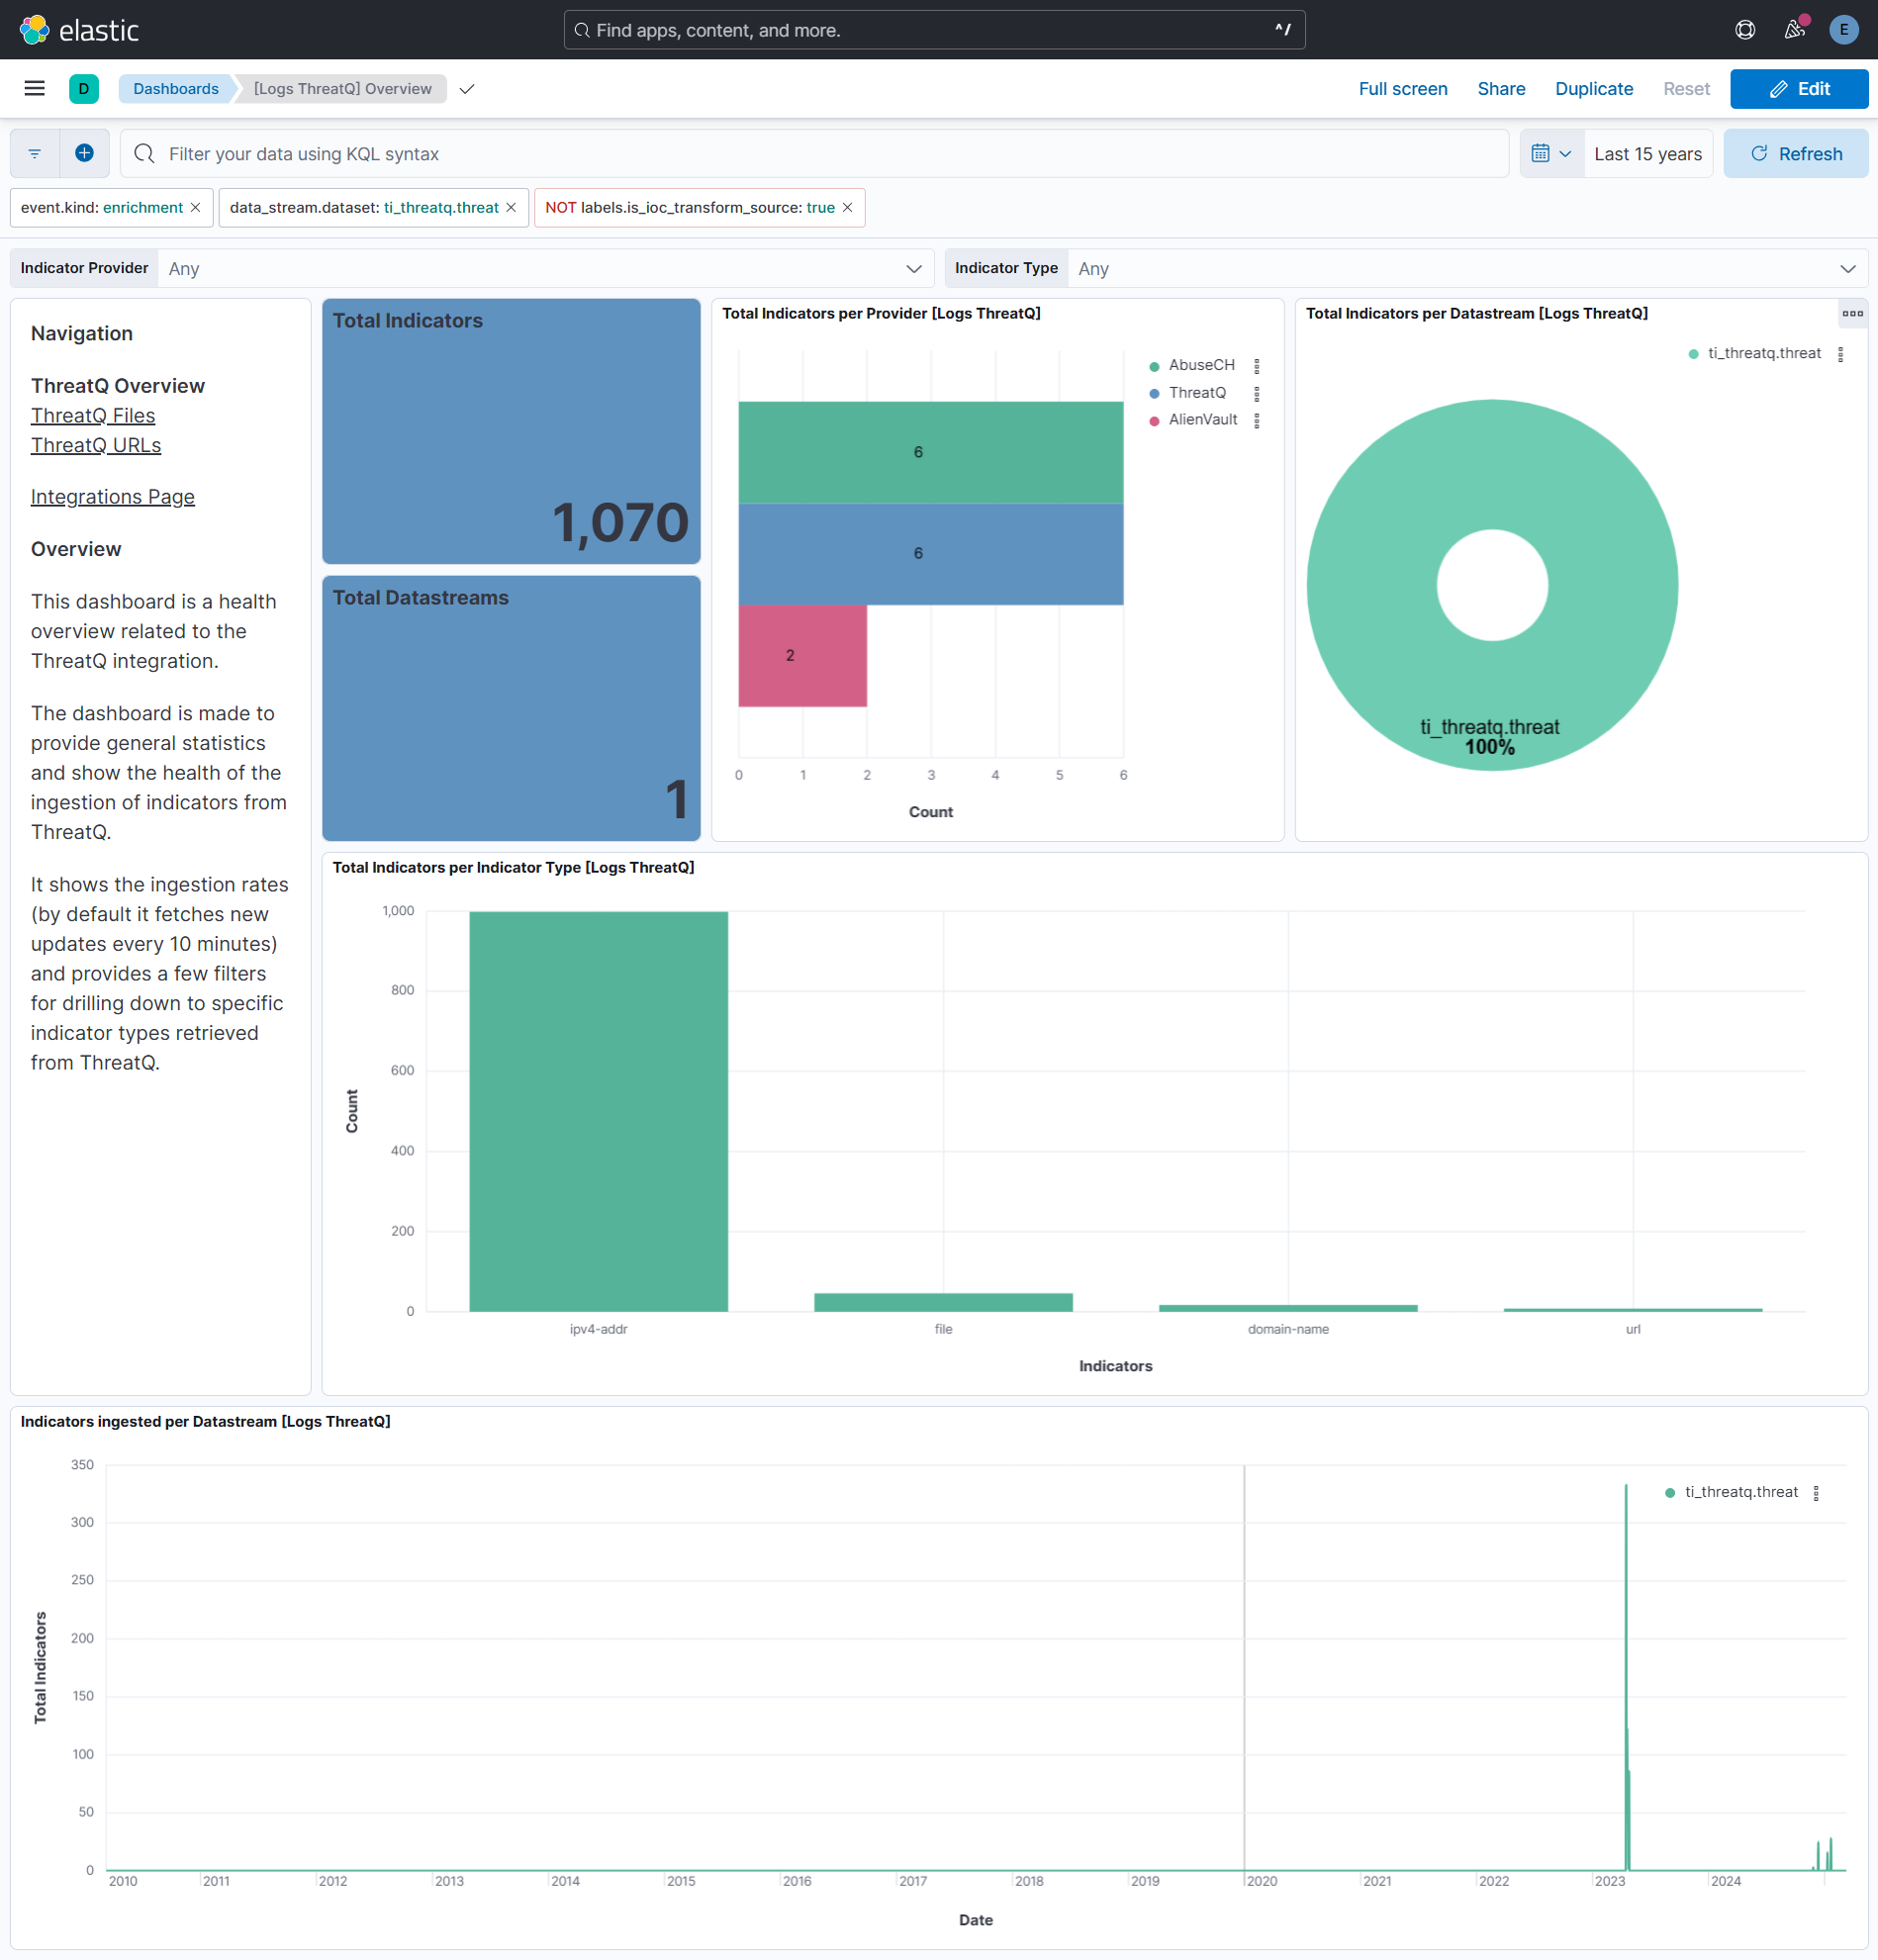 elastic
Find apps, content, and more.
^/
E
D
Dashboards
[Logs ThreatQ] Overview
Full screen
Share
Duplicate
Reset
Edit
Filter your data using KQL syntax
Last 15 years
Refresh
event.kind: enrichment
data_stream.dataset: ti_threatq.threat
NOT labels.is_ioc_transform_source: true
Indicator Provider
Any
Indicator Type
Any
Navigation
ThreatQ Overview
ThreatQ Files
ThreatQ URLs
Integrations Page
Overview
This dashboard is a health
overview related to the
ThreatQ integration.
The dashboard is made to
provide general statistics
and show the health of the
ingestion of indicators from
ThreatQ.
It shows the ingestion rates
(by default it fetches new
updates every 10 minutes)
and provides a few filters
for drilling down to specific
indicator types retrieved
from ThreatQ.
Total Indicators
1,070
Total Datastreams
1
Total Indicators per Provider [Logs ThreatQ]
AbuseCH
ThreatQ
AlienVault
6
6
2
0 1 2 3 4 5 6
Count
Total Indicators per Datastream [Logs ThreatQ]
ti_threatq.threat
ti_threatq.threat
100%
Total Indicators per Indicator Type [Logs ThreatQ]
1,000
800
600
400
200
0
Count
ipv4-addr file domain-name url
Indicators
Indicators ingested per Datastream [Logs ThreatQ]
ti_threatq.threat
350
300
250
200
150
100
50
0
Total Indicators
2010 2011 2012 2013 2014 2015 2016 2017 2018 2019 2020 2021 2022 2023 2024
Date